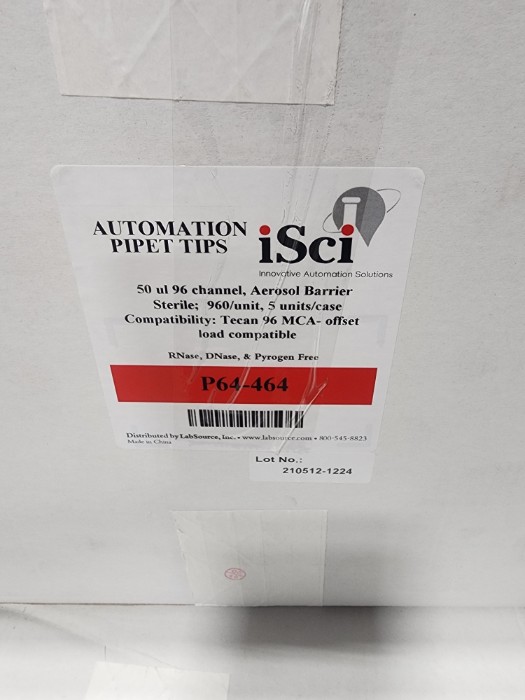 AUTOMATION
PIPET TIPS
iSci
Innovative Automation Solutions
50 ul 96 channel, Aerosol Barrier
Sterile; 960/unit, 5 units/case
Compatibility: Tecan 96 MCA- offset
load compatible
RNase, DNase, & Pyrogen Free
P64-464
Distributed by LabSource, Inc. • www.labsource.com • 800-545-8823
Made in China
Lot No.:
210512-1224